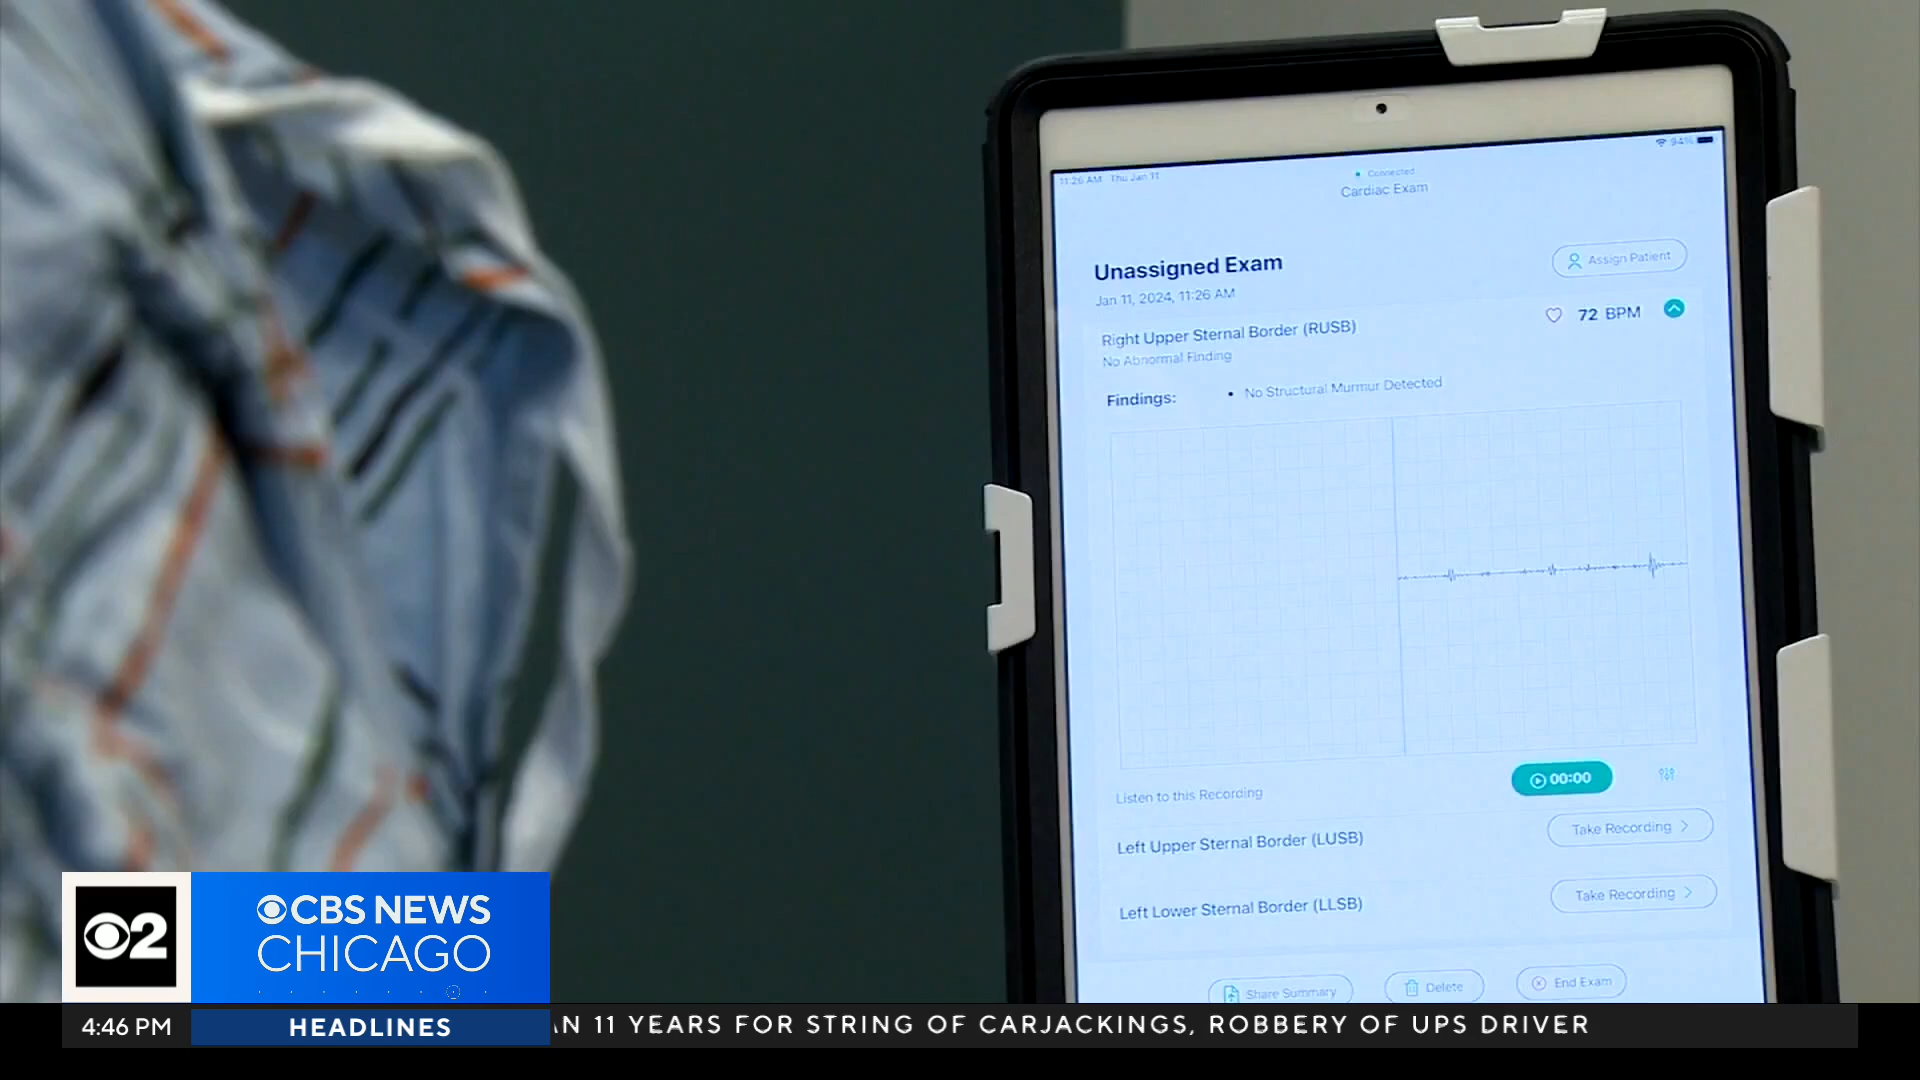 11:26 AM Thu Jan 11
94%
Connected
Cardiac Exam
Unassigned Exam
Assign Patient
Jan 11, 2024, 11:26 AM
72 BPM
Right Upper Sternal Border (RUSB)
No Abnormal Finding
Findings:
• No Structural Murmur Detected
00:00
Listen to this Recording
Left Upper Sternal Border (LUSB)
Take Recording
Left Lower Sternal Border (LLSB)
Take Recording
Share Summary
Delete
End Exam
2
CBS NEWS
CHICAGO
4:46 PM
HEADLINES
AN 11 YEARS FOR STRING OF CARJACKINGS, ROBBERY OF UPS DRIVER